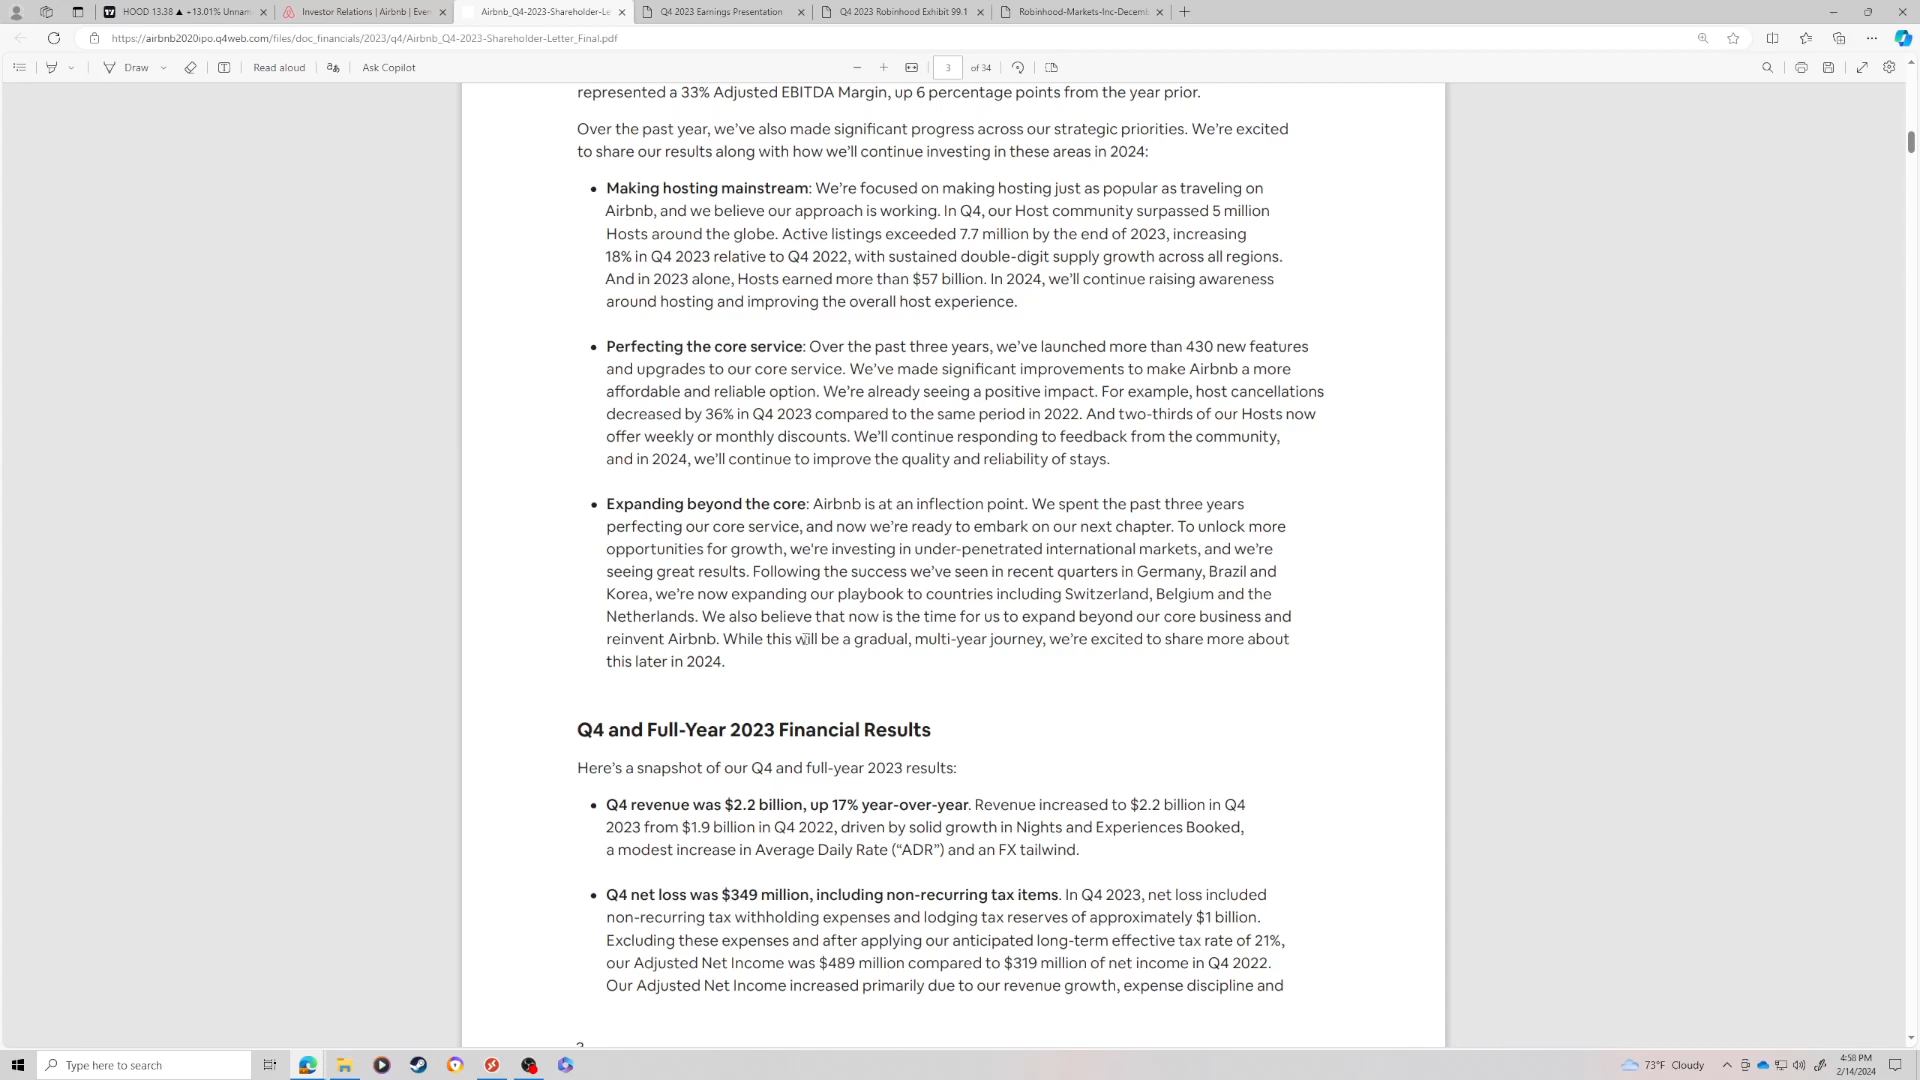 HOOD 13.38 ▲ +13.01% Unnam
Investor Relations | Airbnb | Even
Airbnb_Q4-2023-Shareholder-Le
Q4 2023 Earnings Presentation
Q4 2023 Robinhood Exhibit 99.1
Robinhood-Markets-Inc-Decemb
https://airbnb2020ipo.q4web.com/files/doc_financials/2023/q4/Airbnb_Q4-2023-Shareholder-Letter_Final.pdf
Draw
Read aloud
Ask Copilot
3 of 34
represented a 33% Adjusted EBITDA Margin, up 6 percentage points from the year prior.
Over the past year, we’ve also made significant progress across our strategic priorities. We’re excited
to share our results along with how we’ll continue investing in these areas in 2024:
• Making hosting mainstream: We’re focused on making hosting just as popular as traveling on
Airbnb, and we believe our approach is working. In Q4, our Host community surpassed 5 million
Hosts around the globe. Active listings exceeded 7.7 million by the end of 2023, increasing
18% in Q4 2023 relative to Q4 2022, with sustained double-digit supply growth across all regions.
And in 2023 alone, Hosts earned more than $57 billion. In 2024, we’ll continue raising awareness
around hosting and improving the overall host experience.
• Perfecting the core service: Over the past three years, we’ve launched more than 430 new features
and upgrades to our core service. We’ve made significant improvements to make Airbnb a more
affordable and reliable option. We’re already seeing a positive impact. For example, host cancellations
decreased by 36% in Q4 2023 compared to the same period in 2022. And two-thirds of our Hosts now
offer weekly or monthly discounts. We’ll continue responding to feedback from the community,
and in 2024, we’ll continue to improve the quality and reliability of stays.
• Expanding beyond the core: Airbnb is at an inflection point. We spent the past three years
perfecting our core service, and now we’re ready to embark on our next chapter. To unlock more
opportunities for growth, we're investing in under-penetrated international markets, and we’re
seeing great results. Following the success we’ve seen in recent quarters in Germany, Brazil and
Korea, we’re now expanding our playbook to countries including Switzerland, Belgium and the
Netherlands. We also believe that now is the time for us to expand beyond our core business and
reinvent Airbnb. While this will be a gradual, multi-year journey, we’re excited to share more about
this later in 2024.
Q4 and Full-Year 2023 Financial Results
Here’s a snapshot of our Q4 and full-year 2023 results:
• Q4 revenue was $2.2 billion, up 17% year-over-year. Revenue increased to $2.2 billion in Q4
2023 from $1.9 billion in Q4 2022, driven by solid growth in Nights and Experiences Booked,
a modest increase in Average Daily Rate (“ADR”) and an FX tailwind.
• Q4 net loss was $349 million, including non-recurring tax items. In Q4 2023, net loss included
non-recurring tax withholding expenses and lodging tax reserves of approximately $1 billion.
Excluding these expenses and after applying our anticipated long-term effective tax rate of 21%,
our Adjusted Net Income was $489 million compared to $319 million of net income in Q4 2022.
Our Adjusted Net Income increased primarily due to our revenue growth, expense discipline and
Type here to search
73°F Cloudy
4:58 PM
2/14/2024